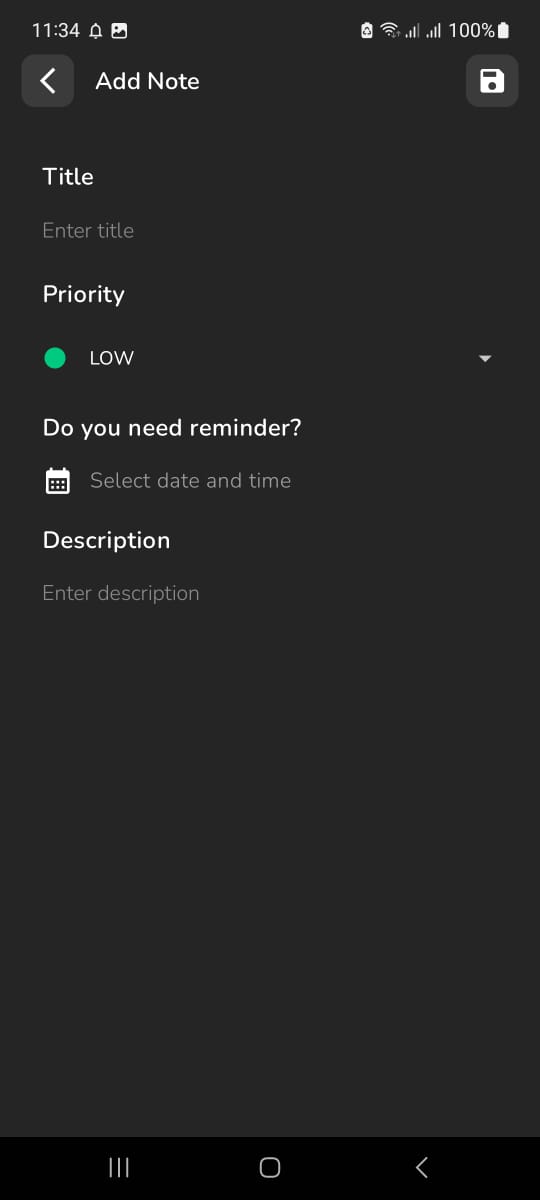 11:34
100%
Add Note
Title
Enter title
Priority
LOW
Do you need reminder?
Select date and time
Description
Enter description